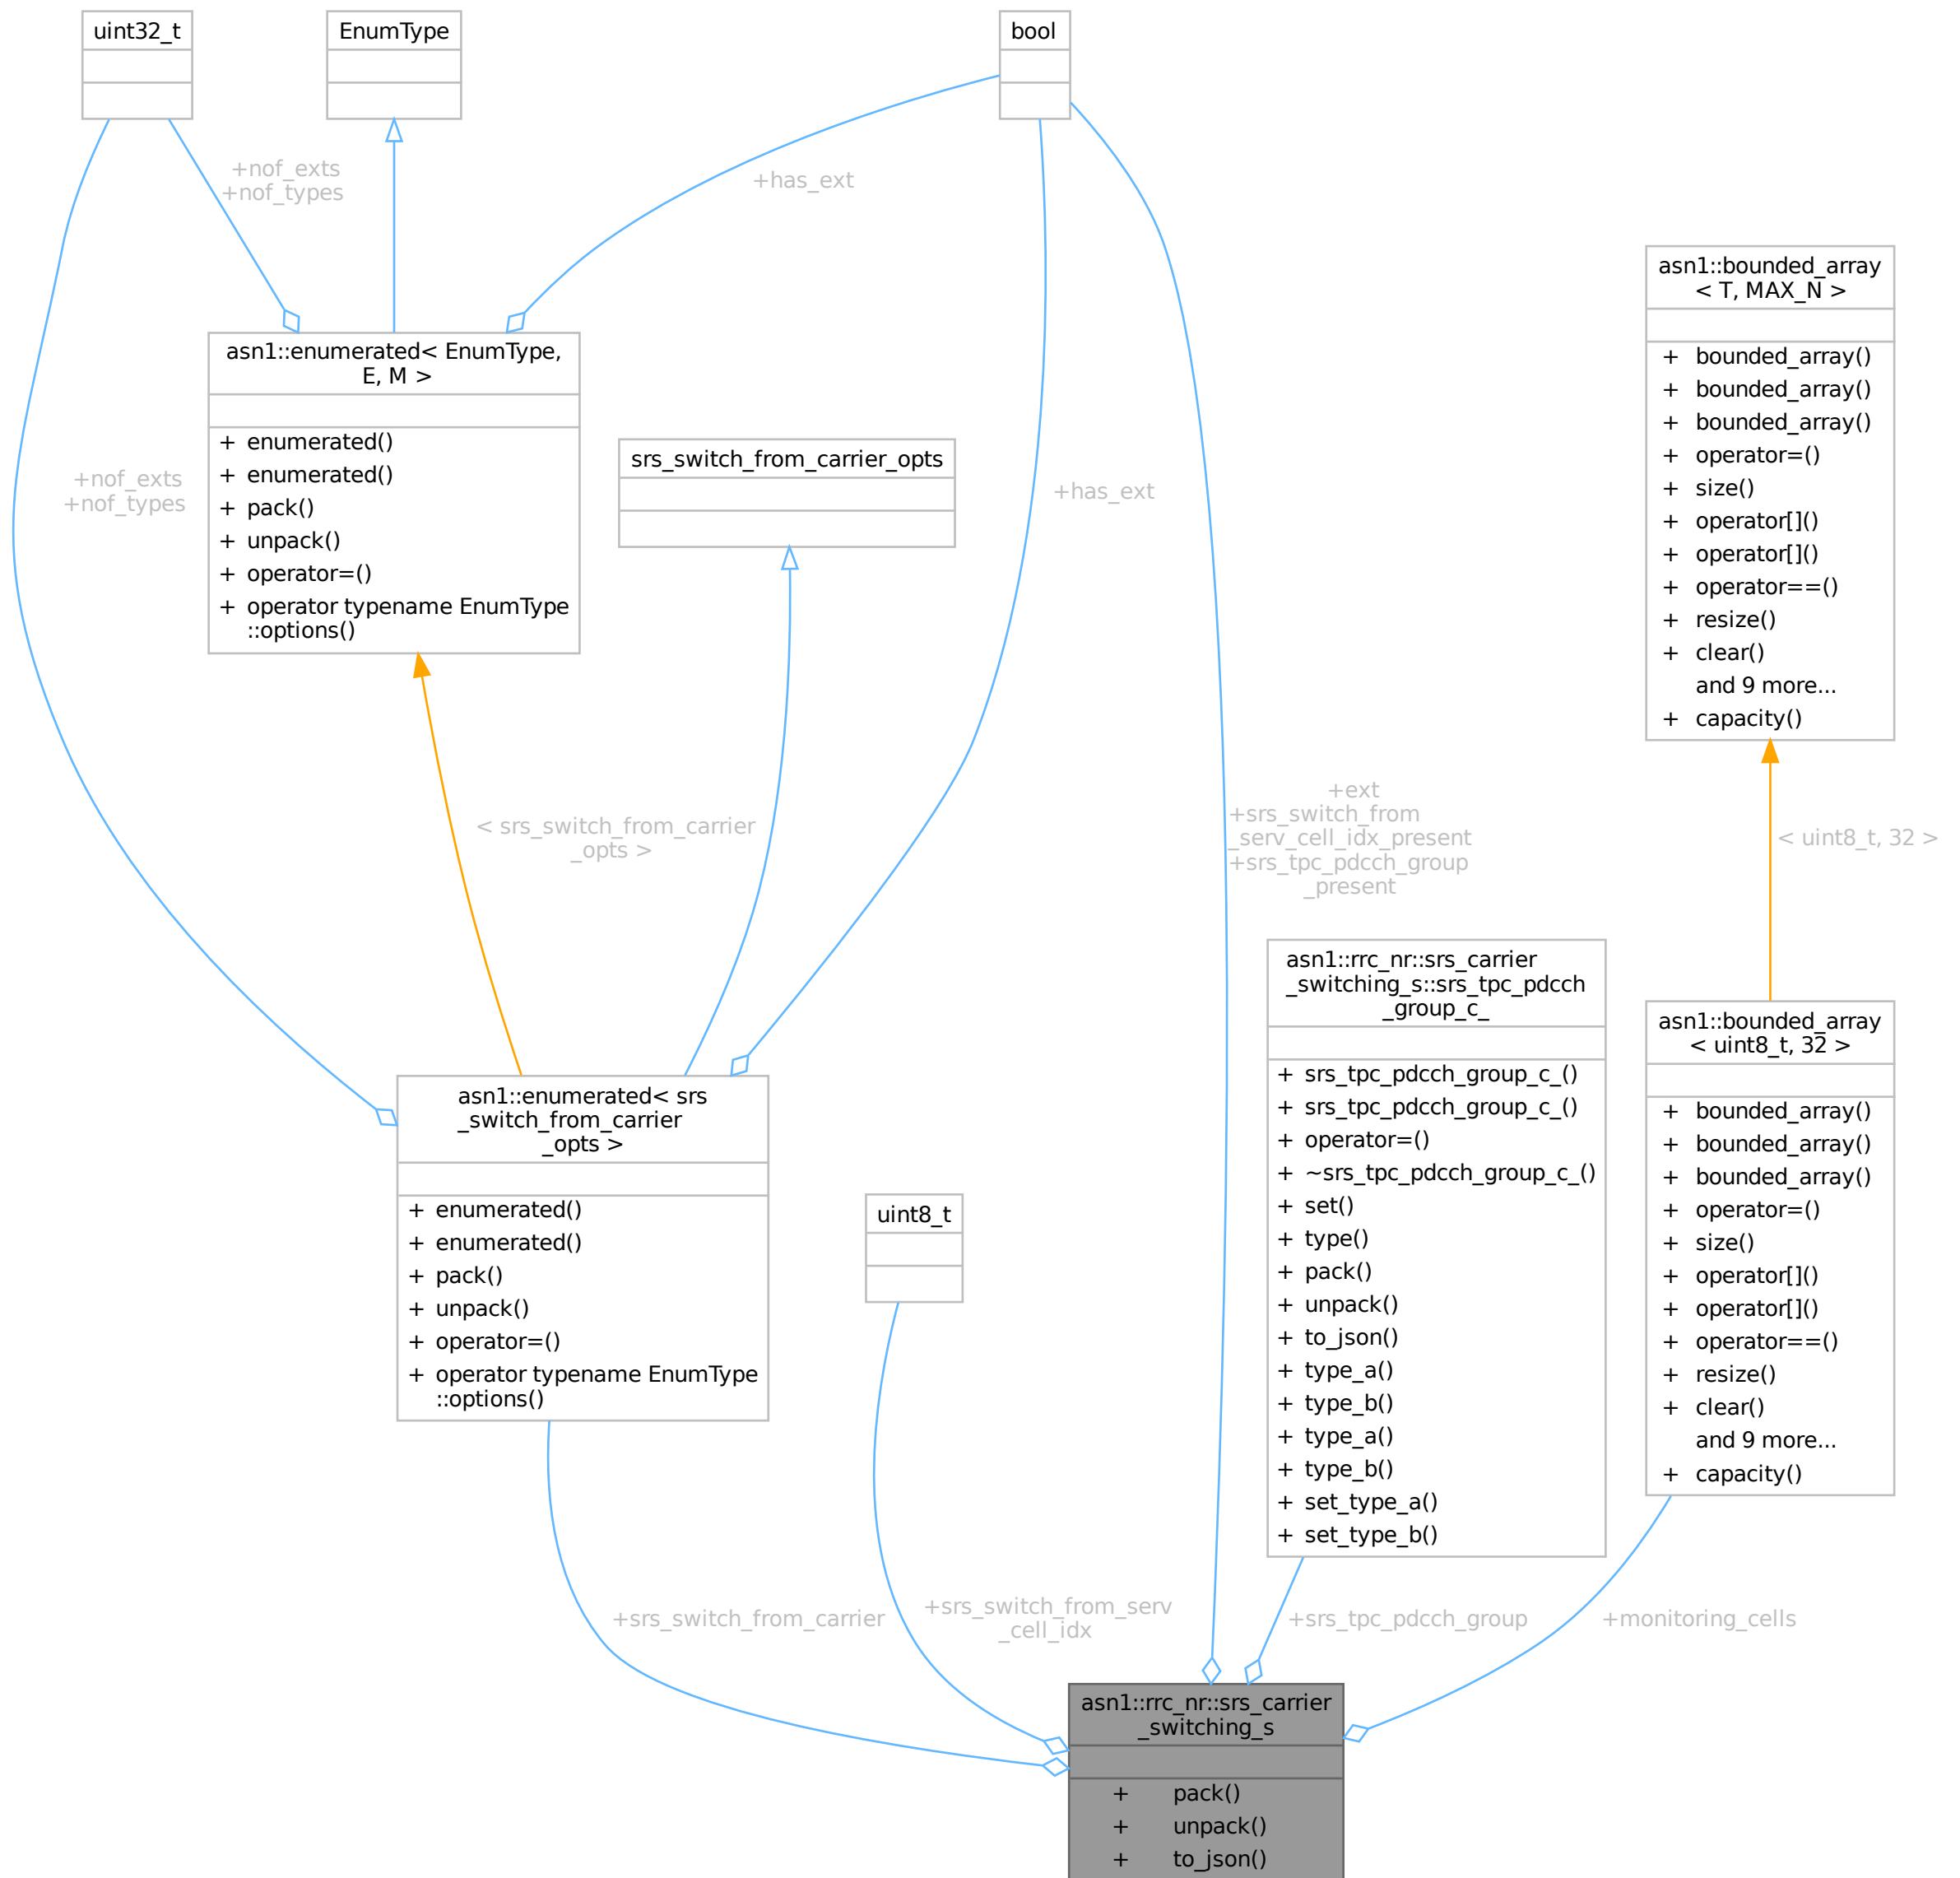 uint32_t
EnumType
bool
+nof_exts
+nof_types
+has_ext
asn1::enumerated< EnumType,
E, M >
+ enumerated()
+ enumerated()
+ pack()
+ unpack()
+ operator=()
+ operator typename EnumType
::options()
srs_switch_from_carrier_opts
+nof_exts
+nof_types
+has_ext
asn1::bounded_array
< T, MAX_N >
+ bounded_array()
+ bounded_array()
+ bounded_array()
+ operator=()
+ size()
+ operator[]()
+ operator[]()
+ operator==()
+ resize()
+ clear()
and 9 more...
+ capacity()
< srs_switch_from_carrier
_opts >
+ext
+srs_switch_from
_serv_cell_idx_present
+srs_tpc_pdcch_group
_present
< uint8_t, 32 >
asn1::enumerated< srs
_switch_from_carrier
_opts >
+ enumerated()
+ enumerated()
+ pack()
+ unpack()
+ operator=()
+ operator typename EnumType
::options()
uint8_t
asn1::rrc_nr::srs_carrier
_switching_s::srs_tpc_pdcch
_group_c_
+ srs_tpc_pdcch_group_c_()
+ srs_tpc_pdcch_group_c_()
+ operator=()
+ ~srs_tpc_pdcch_group_c_()
+ set()
+ type()
+ pack()
+ unpack()
+ to_json()
+ type_a()
+ type_b()
+ type_a()
+ type_b()
+ set_type_a()
+ set_type_b()
asn1::bounded_array
< uint8_t, 32 >
+ bounded_array()
+ bounded_array()
+ bounded_array()
+ operator=()
+ size()
+ operator[]()
+ operator[]()
+ operator==()
+ resize()
+ clear()
and 9 more...
+ capacity()
+srs_switch_from_carrier
+srs_switch_from_serv
_cell_idx
+srs_tpc_pdcch_group
+monitoring_cells
asn1::rrc_nr::srs_carrier
_switching_s
+ pack()
+ unpack()
+ to_json()